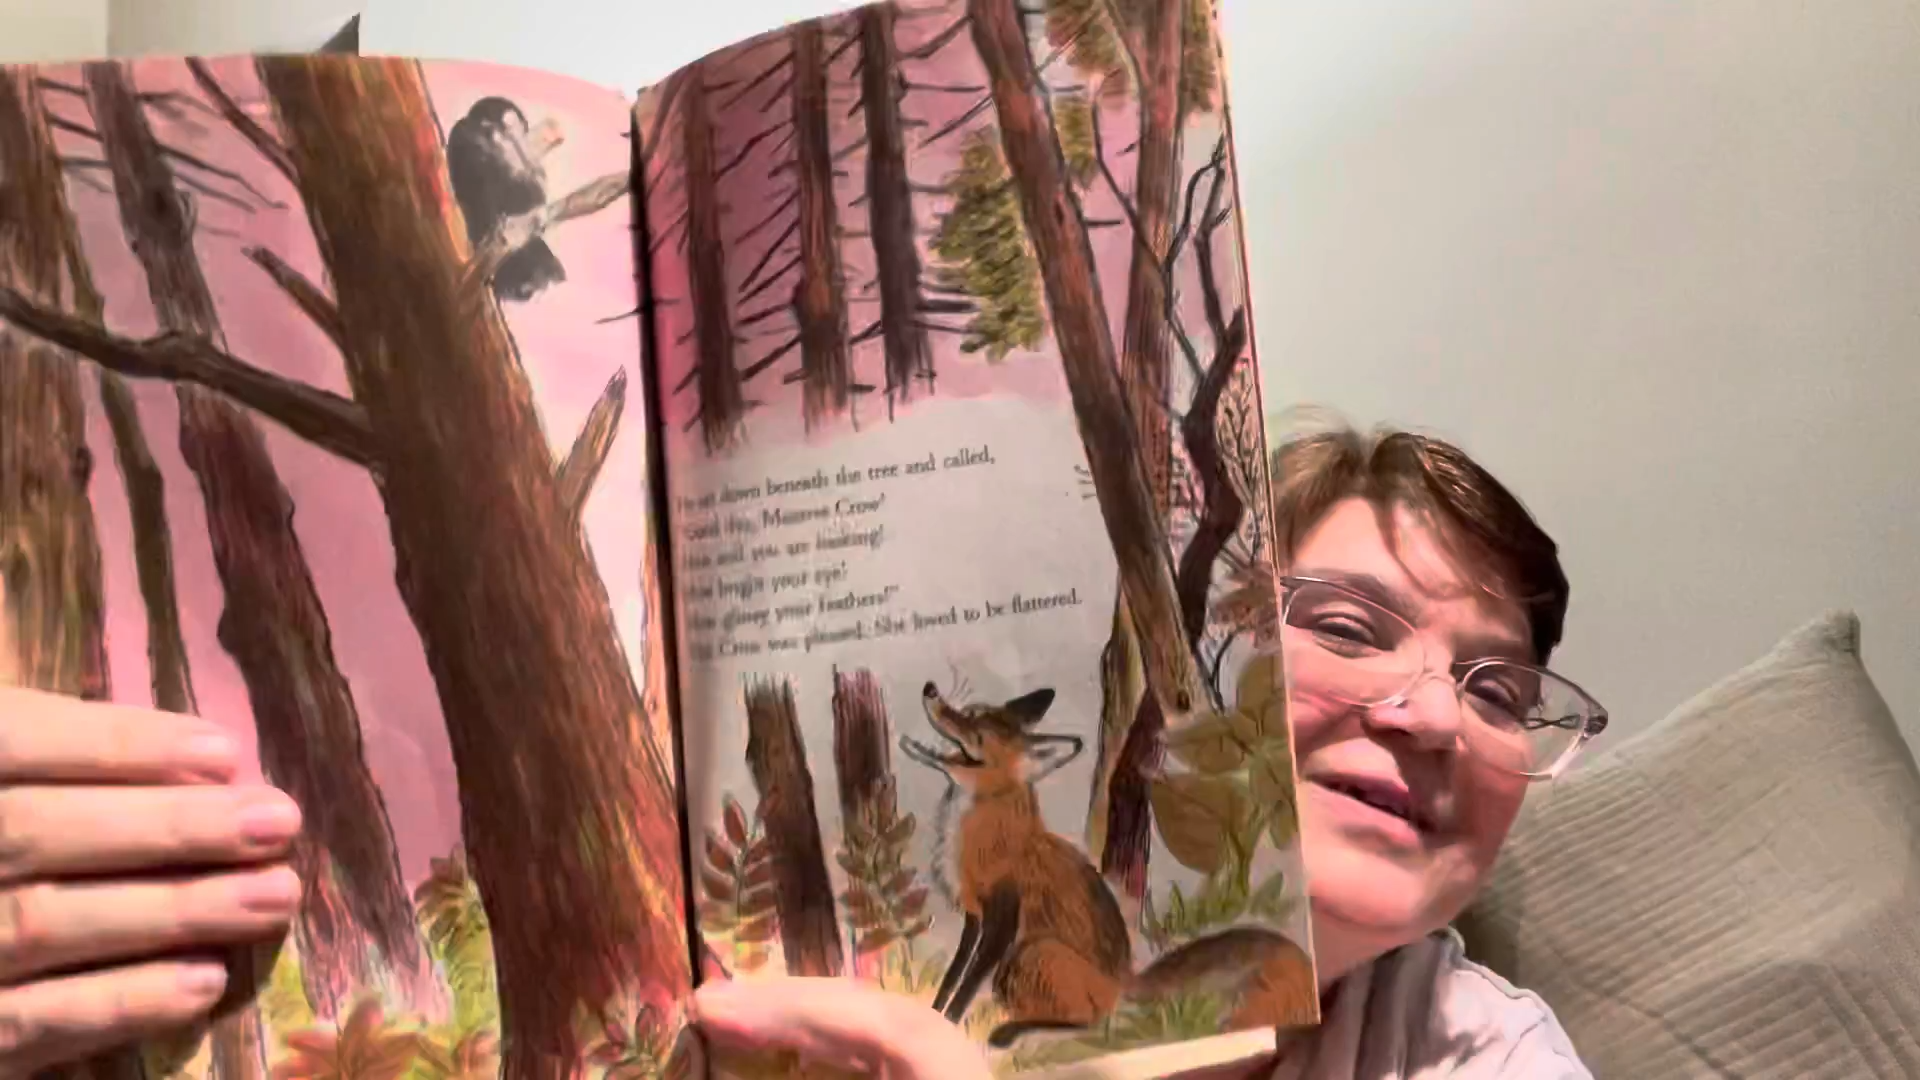 He sat down beneath the tree and called,
"Good day, Mistress Crow!
How well you are looking!
How bright your eye!
How glossy your feathers!"
The Crow was pleased. She loved to be flattered.